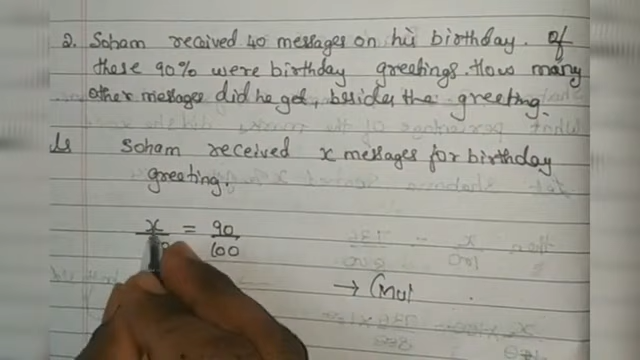 2. Soham received 40 messages on his birthday. Of
these 90% were birthday greetings. How many
other messages did he get, besides the greeting.
Soham received x messages for birthday
greeting.
x = 90
100
→ (Mul